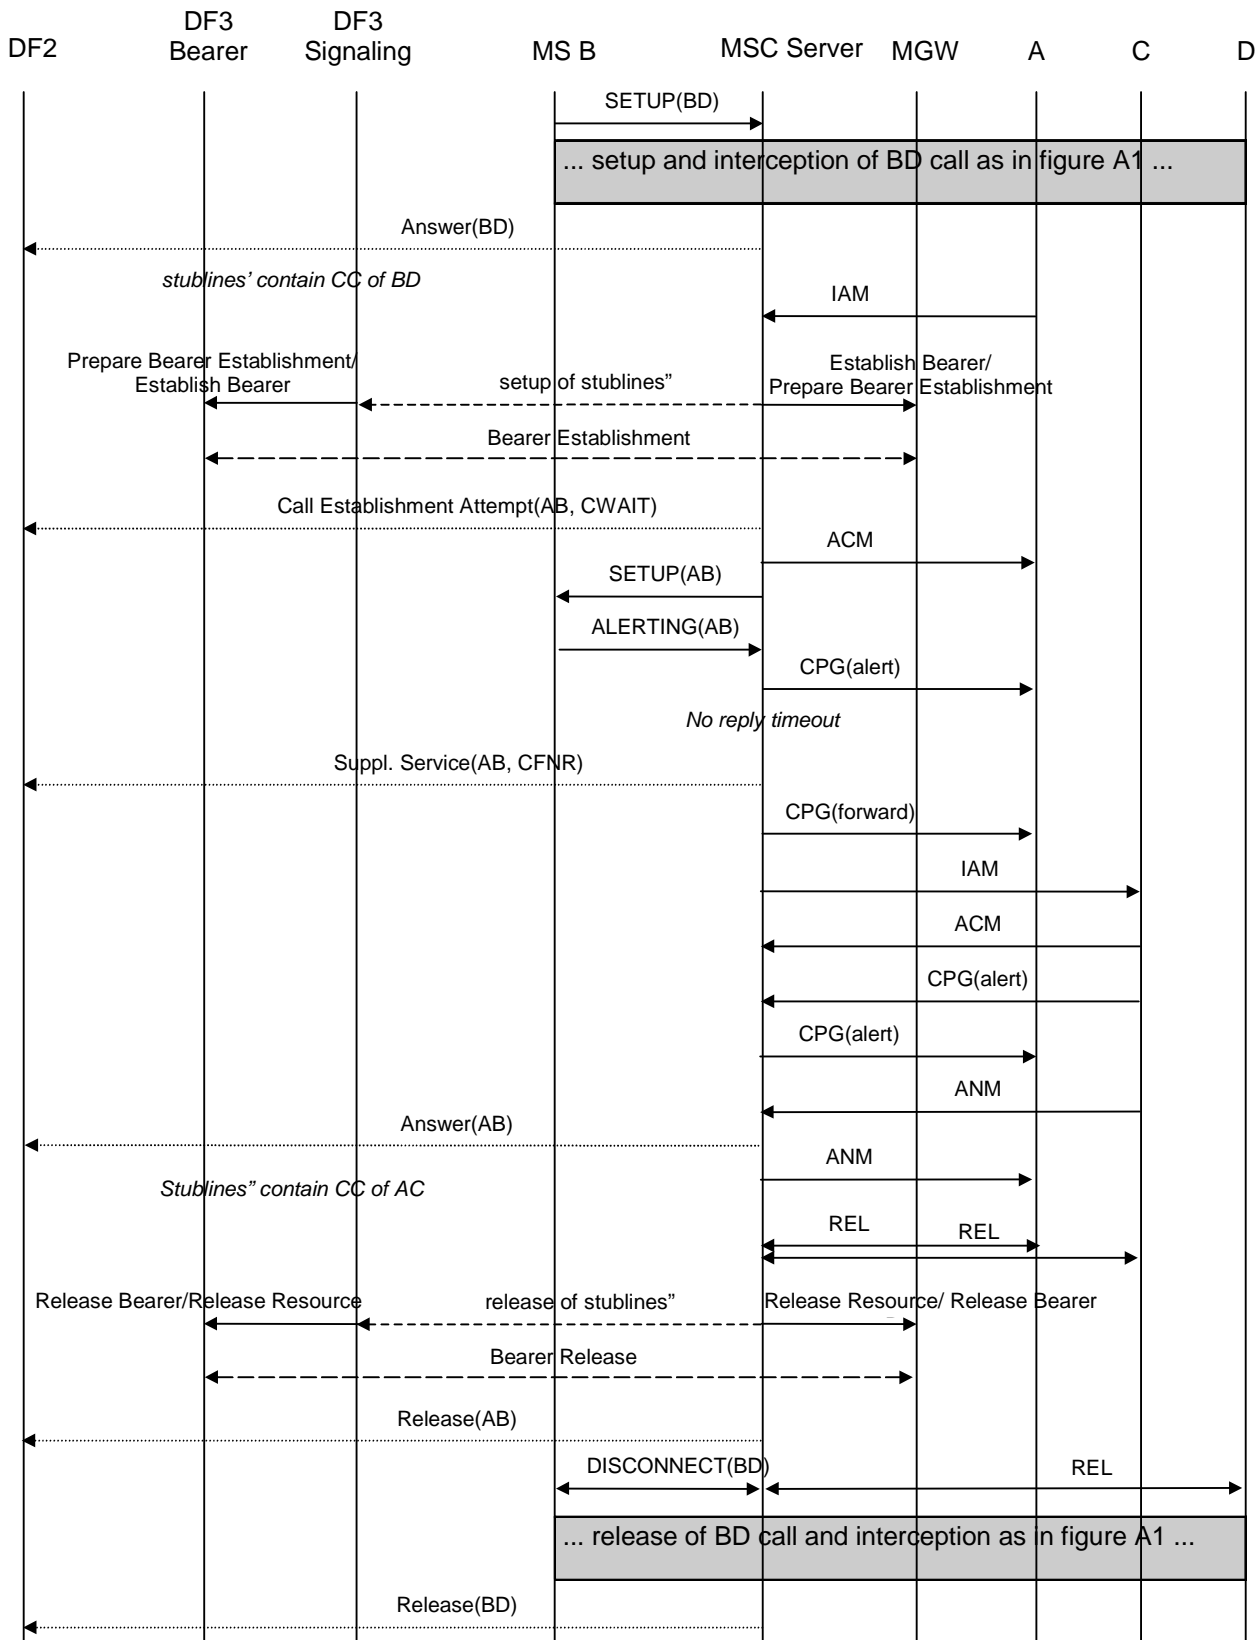 DF2
DF3
Bearer
DF3
Signaling
MS B
MSC Server
MGW
A
C
D
SETUP(BD)
... setup and interception of BD call as in figure A1 ...
Answer(BD)
stublines’ contain CC of BD
IAM
Prepare Bearer Establishment/
Establish Bearer
setup of stublines”
Establish Bearer/
Prepare Bearer Establishment
Bearer Establishment
Call Establishment Attempt(AB, CWAIT)
ACM
SETUP(AB)
ALERTING(AB)
CPG(alert)
No reply timeout
Suppl. Service(AB, CFNR)
CPG(forward)
IAM
ACM
CPG(alert)
CPG(alert)
ANM
Answer(AB)
ANM
Stublines” contain CC of AC
REL
REL
Release Bearer/Release Resource
release of stublines”
Release Resource/ Release Bearer
Bearer Release
Release(AB)
DISCONNECT(BD)
REL
... release of BD call and interception as in figure A1 ...
Release(BD)